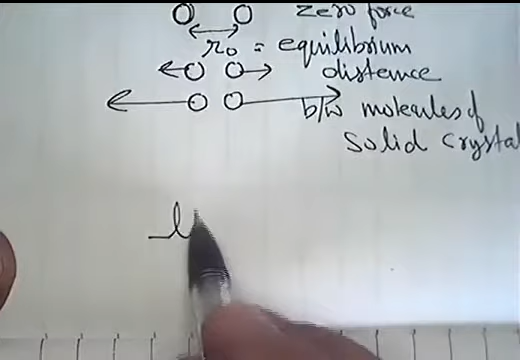 zero force
r₀ = equilibrium
distance
b/w molecules of
solid crystal
l